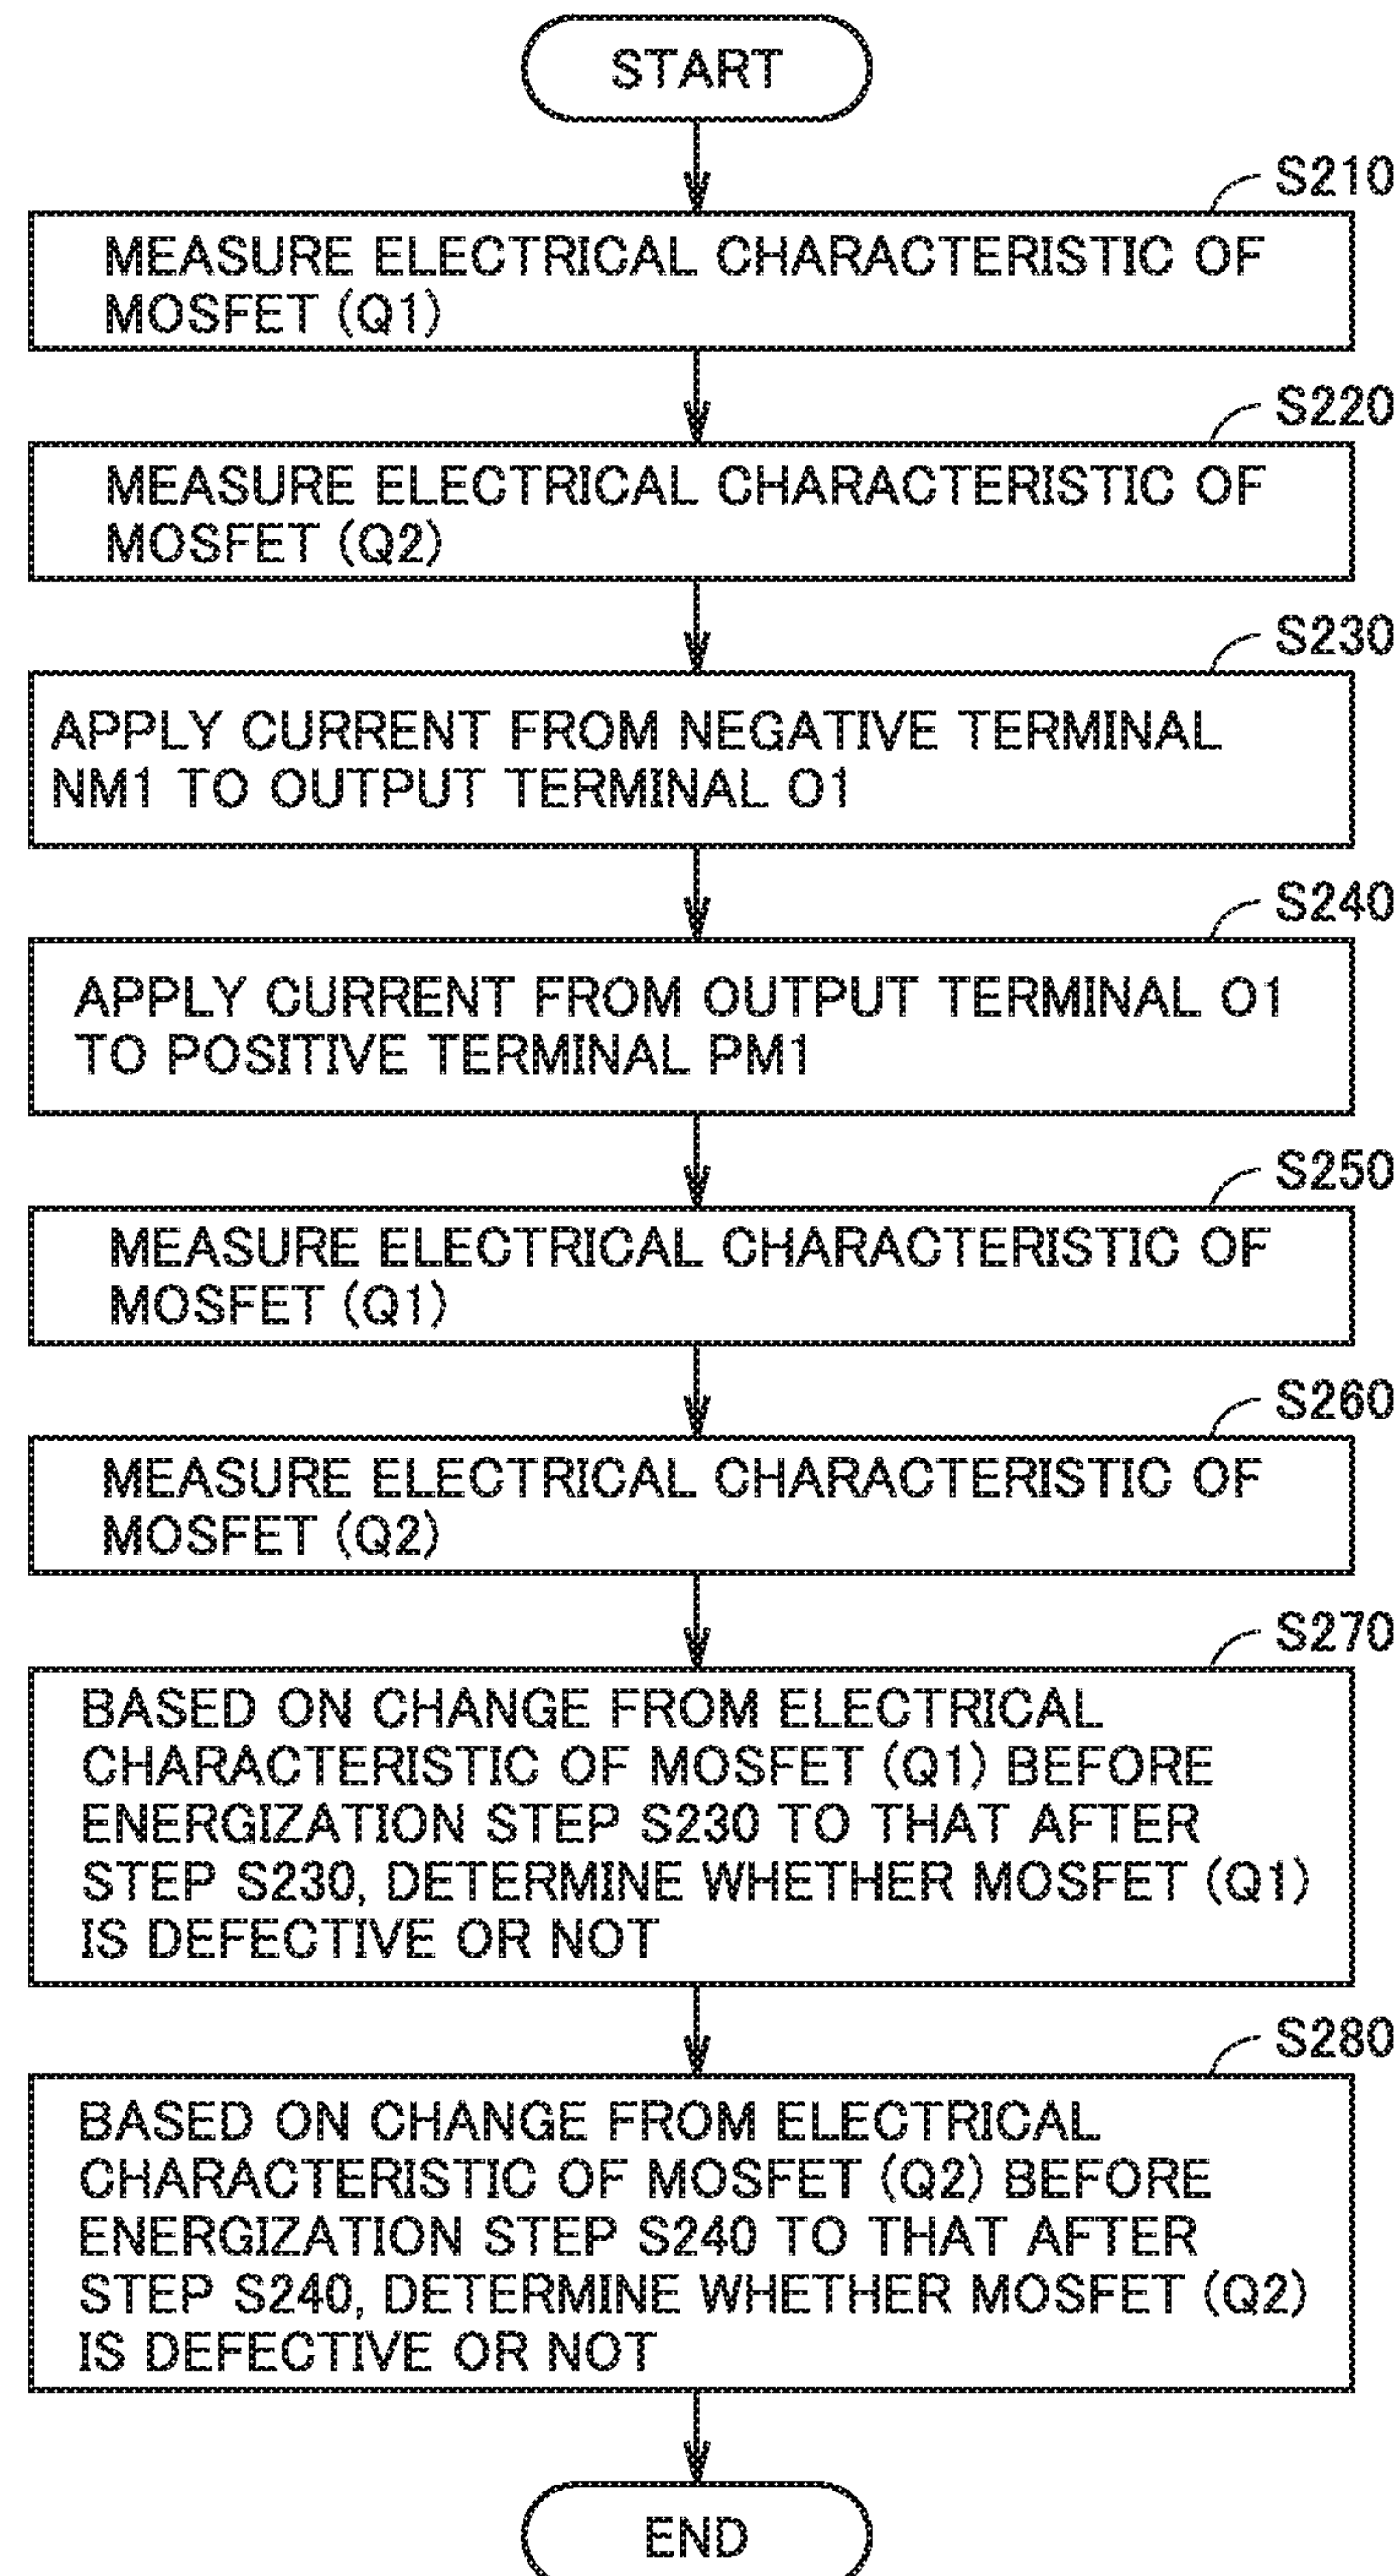 START
S210
MEASURE ELECTRICAL CHARACTERISTIC OF
MOSFET (Q1)
S220
MEASURE ELECTRICAL CHARACTERISTIC OF
MOSFET (Q2)
S230
APPLY CURRENT FROM NEGATIVE TERMINAL
NM1 TO OUTPUT TERMINAL O1
S240
APPLY CURRENT FROM OUTPUT TERMINAL O1
TO POSITIVE TERMINAL PM1
S250
MEASURE ELECTRICAL CHARACTERISTIC OF
MOSFET (Q1)
S260
MEASURE ELECTRICAL CHARACTERISTIC OF
MOSFET (Q2)
S270
BASED ON CHANGE FROM ELECTRICAL
CHARACTERISTIC OF MOSFET (Q1) BEFORE
ENERGIZATION STEP S230 TO THAT AFTER
STEP S230, DETERMINE WHETHER MOSFET (Q1)
IS DEFECTIVE OR NOT
S280
BASED ON CHANGE FROM ELECTRICAL
CHARACTERISTIC OF MOSFET (Q2) BEFORE
ENERGIZATION STEP S240 TO THAT AFTER
STEP S240, DETERMINE WHETHER MOSFET (Q2)
IS DEFECTIVE OR NOT
END